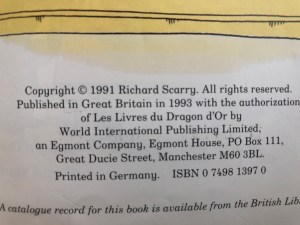 Copyright © 1991 Richard Scarry. All rights reserved.
Published in Great Britain in 1993 with the authorization
of Les Livres du Dragon d'Or by
World International Publishing Limited,
an Egmont Company, Egmont House, PO Box 111,
Great Ducie Street, Manchester M60 3BL.
Printed in Germany. ISBN 0 7498 1397 0
A catalogue record for this book is available from the British Lib